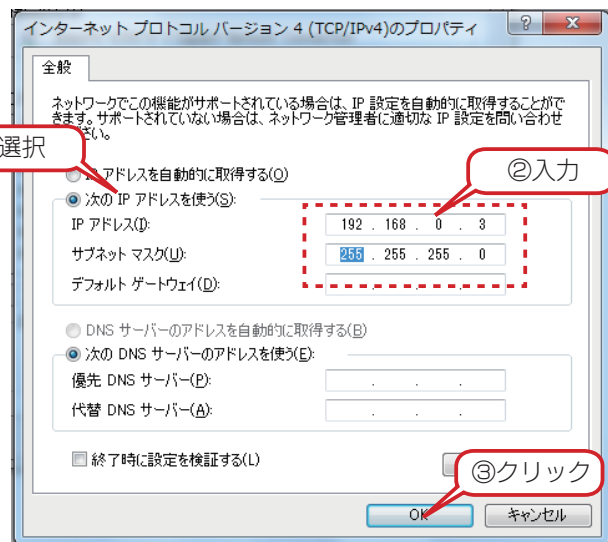 インターネット プロトコル バージョン 4 (TCP/IPv4)のプロパティ
全般
ネットワークでこの機能がサポートされている場合は、IP 設定を自動的に取得することがで
きます。サポートされていない場合は、ネットワーク管理者に適切な IP 設定を問い合わせ
ださい。
選択
IP アドレスを自動的に取得する(O)
②入力
次の IP アドレスを使う(S):
IP アドレス(I): 192 . 168 . 0 . 3
サブネット マスク(U): 255 . 255 . 255 . 0
デフォルト ゲートウェイ(D): . . .
DNS サーバーのアドレスを自動的に取得する(B)
次の DNS サーバーのアドレスを使う(E):
優先 DNS サーバー(P): . . .
代替 DNS サーバー(A): . . .
終了時に設定を検証する(L)
③クリック
OK キャンセル